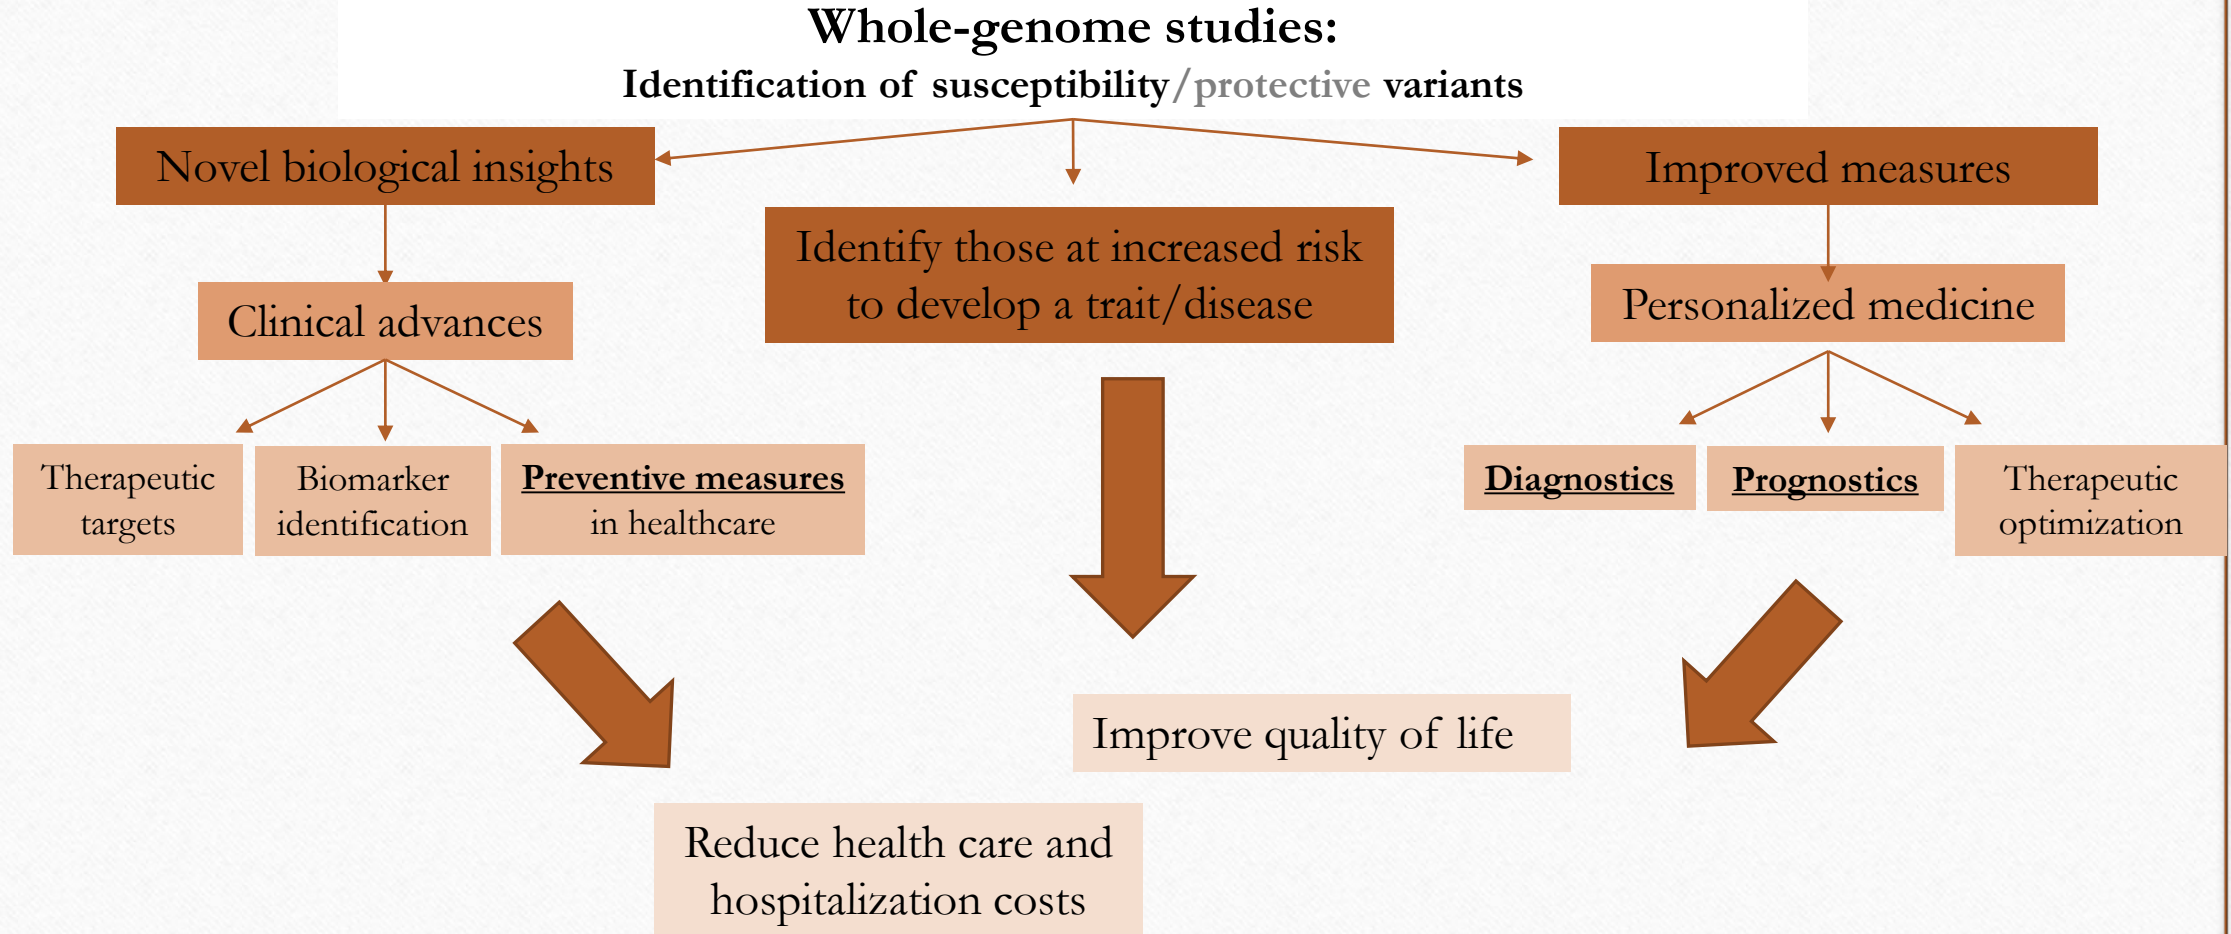 Whole-genome studies:
Identification of susceptibility/protective variants
Novel biological insights
Improved measures
Identify those at increased risk
to develop a trait/disease
Clinical advances
Personalized medicine
Therapeutic
targets
Biomarker
identification
Preventive measures
in healthcare
Diagnostics
Prognostics
Therapeutic
optimization
Improve quality of life
Reduce health care and
hospitalization costs